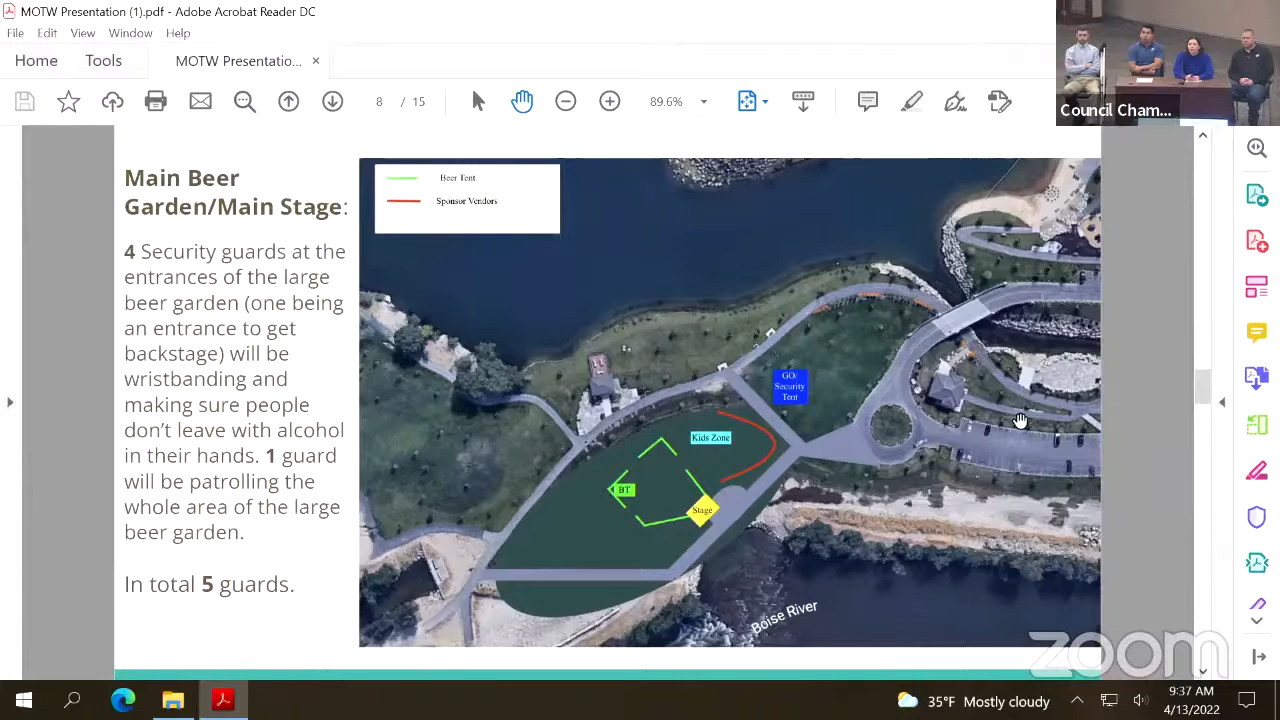 MOTW Presentation (1).pdf - Adobe Acrobat Reader DC
File Edit View Window Help
Home Tools MOTW Presentatio... ×
8 / 15 89.6%
Council Cham...
Main Beer
Garden/Main Stage:
4 Security guards at the
entrances of the large
beer garden (one being
an entrance to get
backstage) will be
wristbanding and
making sure people
don't leave with alcohol
in their hands. 1 guard
will be patrolling the
whole area of the large
beer garden.
In total 5 guards.
Beer Tent
Sponsor Vendors
GO/
Security
Tent
Kids Zone
BT
Stage
Boise River
zoom
35°F Mostly cloudy
9:37 AM
4/13/2022